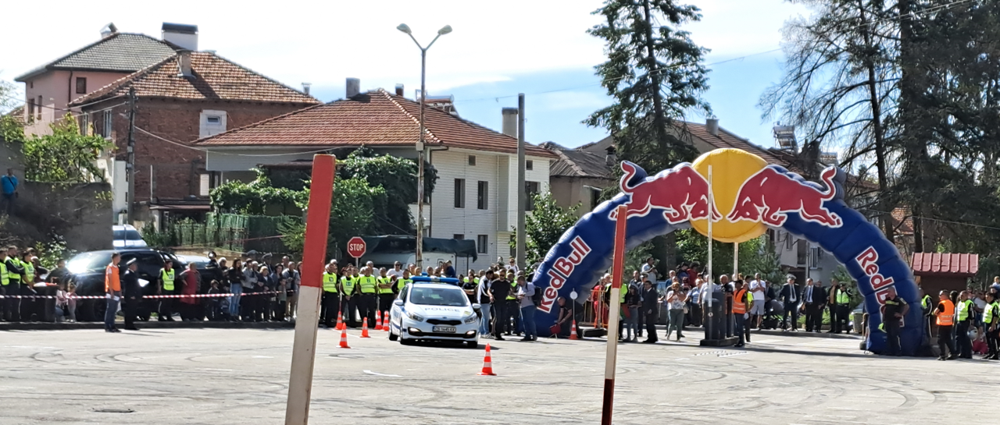 STOP
Red Bull
Red Bull
POLICE